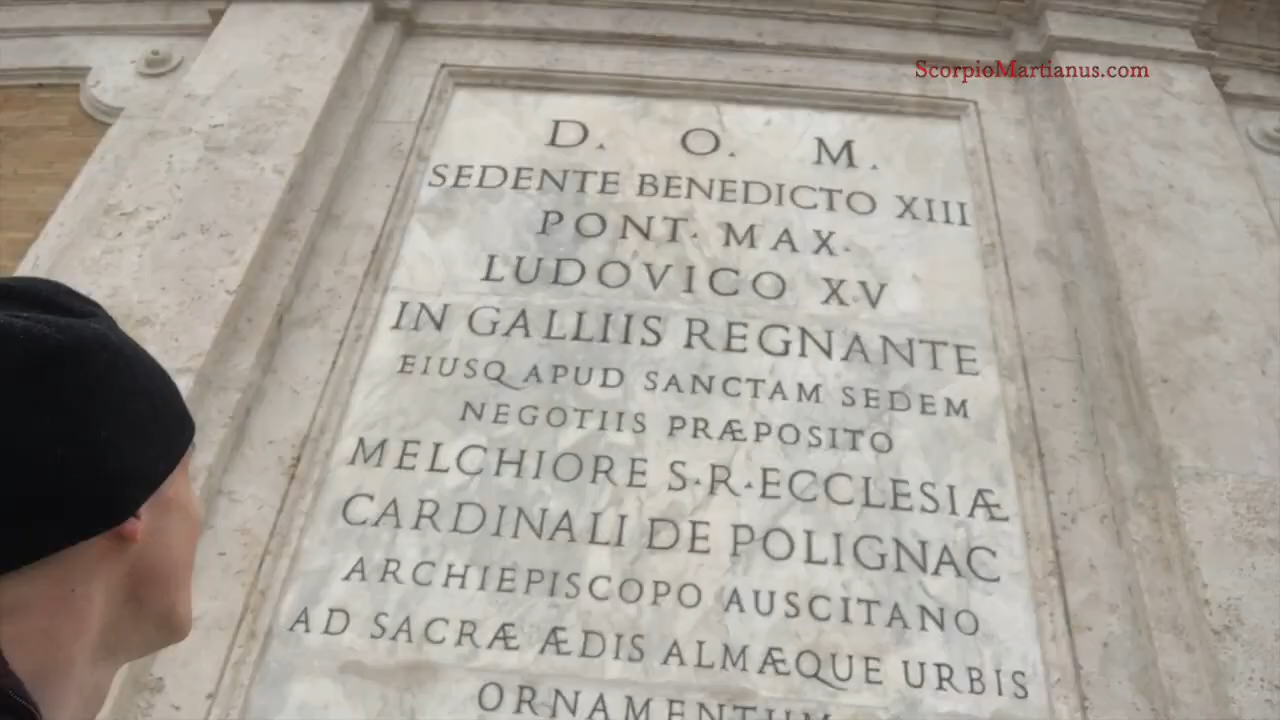 ScorpioMartianus.com
D. O. M.
SEDENTE BENEDICTO XIII
PONT· MAX·
LUDOVICO XV
IN GALLIIS REGNANTE
EIUSQ APUD SANCTAM SEDEM
NEGOTIIS PRÆPOSITO
MELCHIORE S·R·ECCLESIÆ
CARDINALI DE POLIGNAC
ARCHIEPISCOPO AUSCITANO
AD SACRÆ ÆDIS ALMÆQUE URBIS
ORNAMENTUM